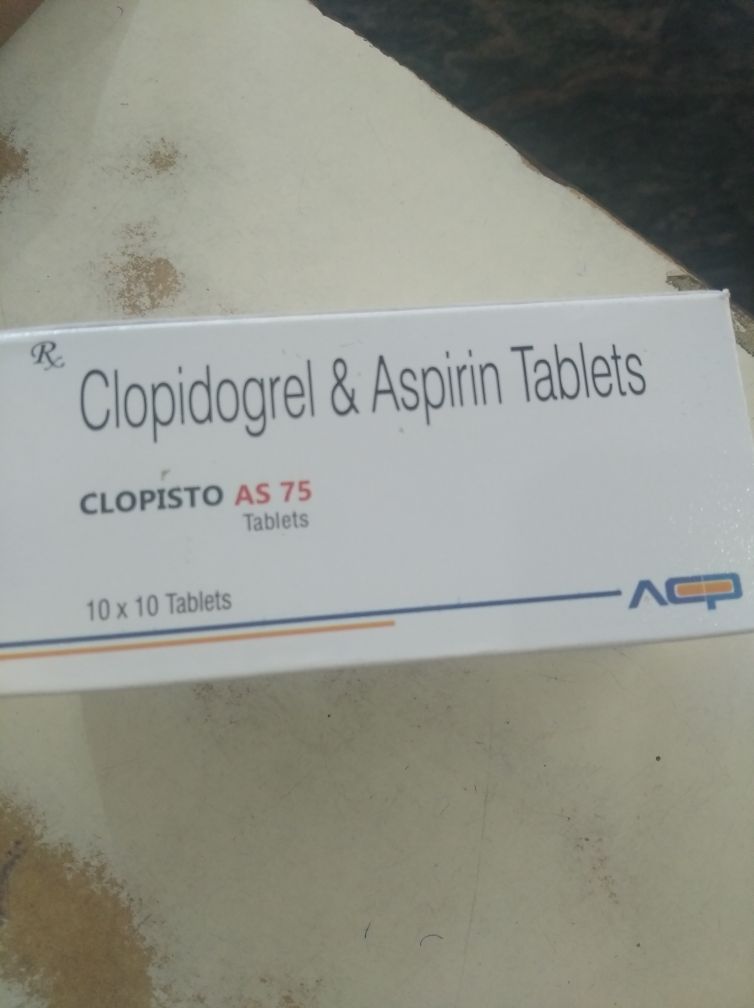 Rx
Clopidogrel & Aspirin Tablets
CLOPISTO AS 75
Tablets
10 x 10 Tablets
ACP